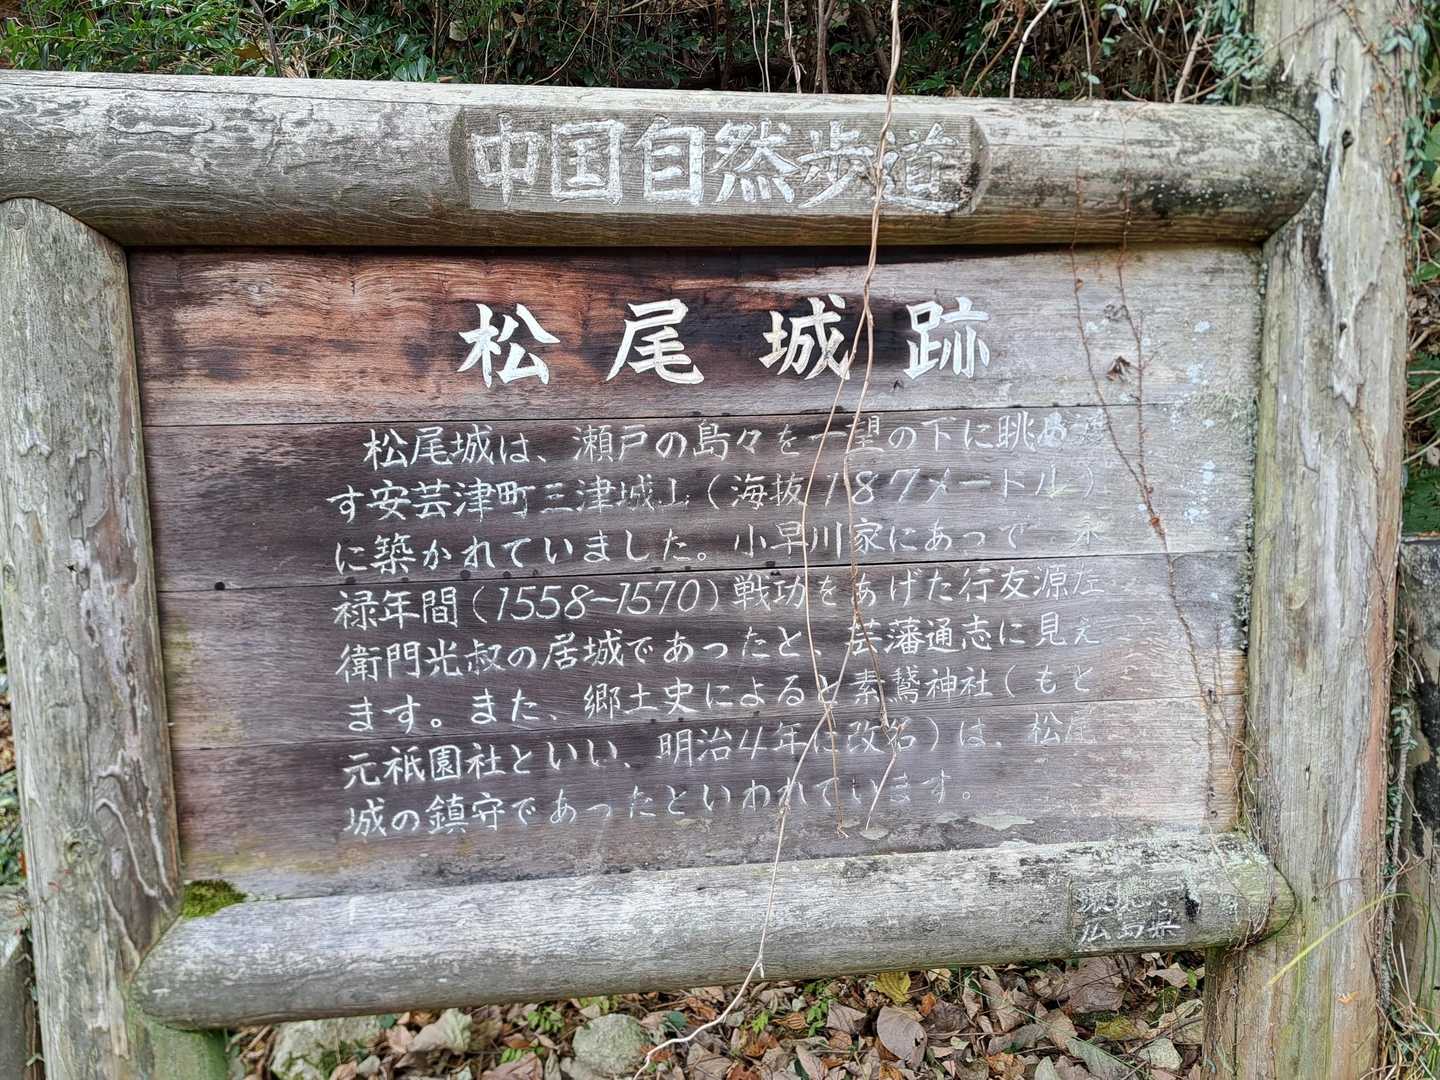 中国自然歩道
松尾城跡
松尾城は、瀬戸の島々を一望の下に眺め
す安芸津町三津城山(海抜187メートル)
に築かれていました。小早川家にあって 永
禄年間(1558〜1570)戦功をあげた行友源左
衛門光叔の居城であったと、芸藩通志に見え
ます。また、郷土史によると素鵞神社(もと
元祇園社といい、明治4年に改名)は、松尾
城の鎮守であったといわれています。
環境庁
広島県